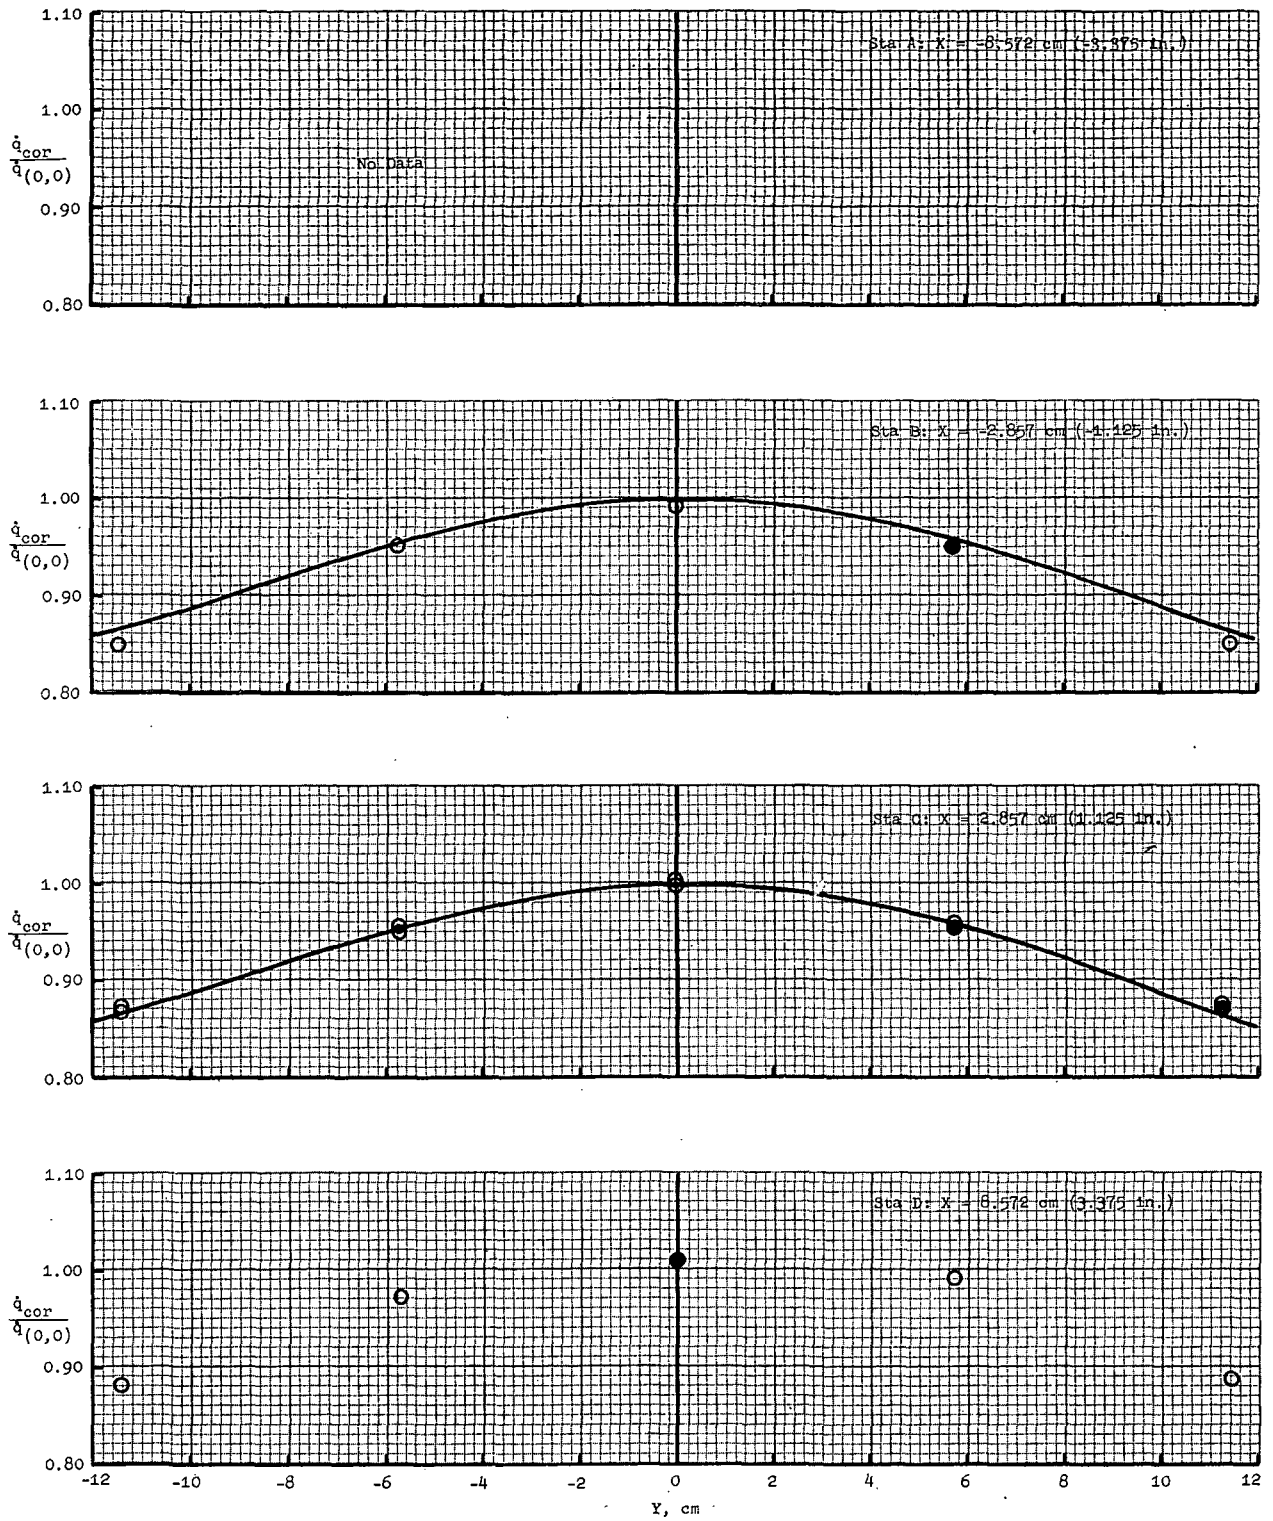 1.10
Sta A: X = -8.572 cm (-3.375 in.)
1.00
q̇cor
q̇(0,0)
No Data
0.90
0.80
1.10
Sta B: X = -2.857 cm (-1.125 in.)
1.00
q̇cor
q̇(0,0)
0.90
0.80
1.10
Sta C: X = 2.857 cm (1.125 in.)
1.00
q̇cor
q̇(0,0)
0.90
0.80
1.10
Sta D: X = 8.572 cm (3.375 in.)
1.00
q̇cor
q̇(0,0)
0.90
0.80
-12 -10 -8 -6 -4 -2 0 2 4 6 8 10 12
Y, cm